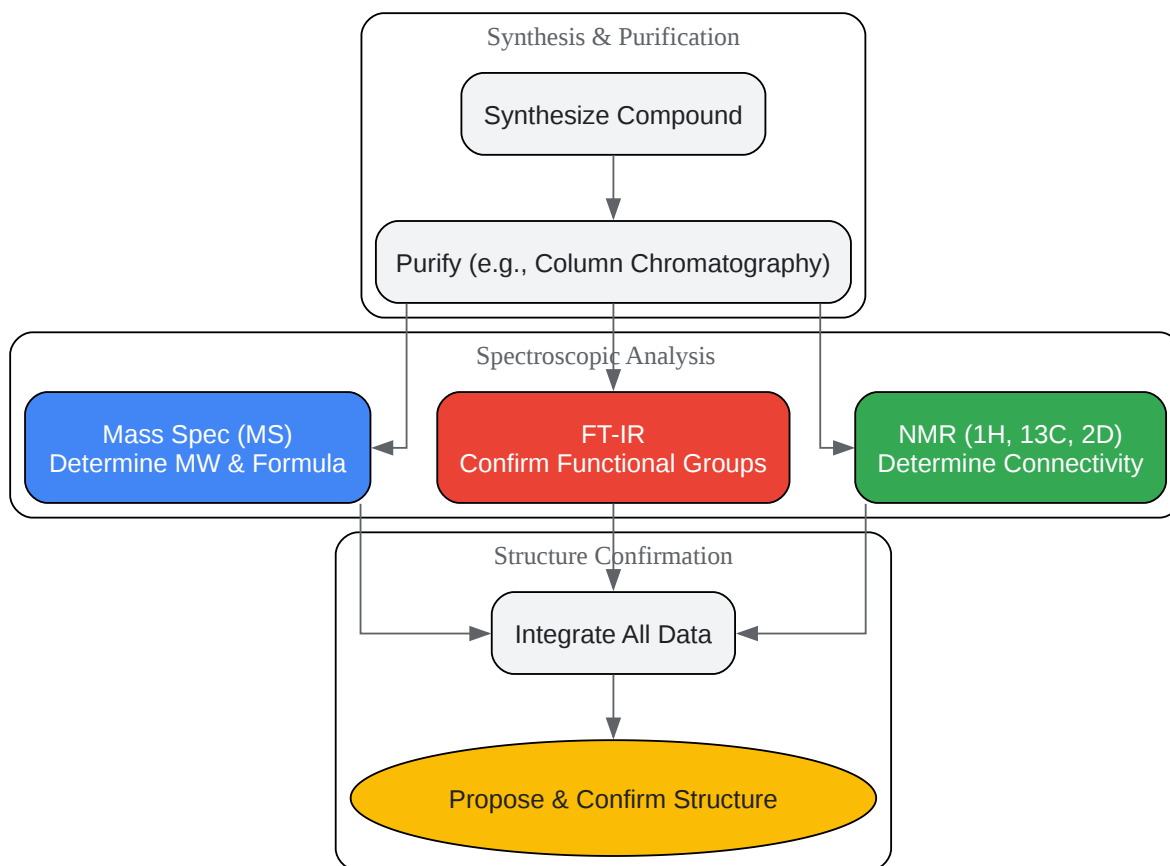 Synthesis & Purification
Synthesize Compound
Purify (e.g., Column Chromatography)
Spectroscopic Analysis
Mass Spec (MS)
Determine MW & Formula
FT-IR
Confirm Functional Groups
NMR (1H, 13C, 2D)
Determine Connectivity
Structure Confirmation
Integrate All Data
Propose & Confirm Structure